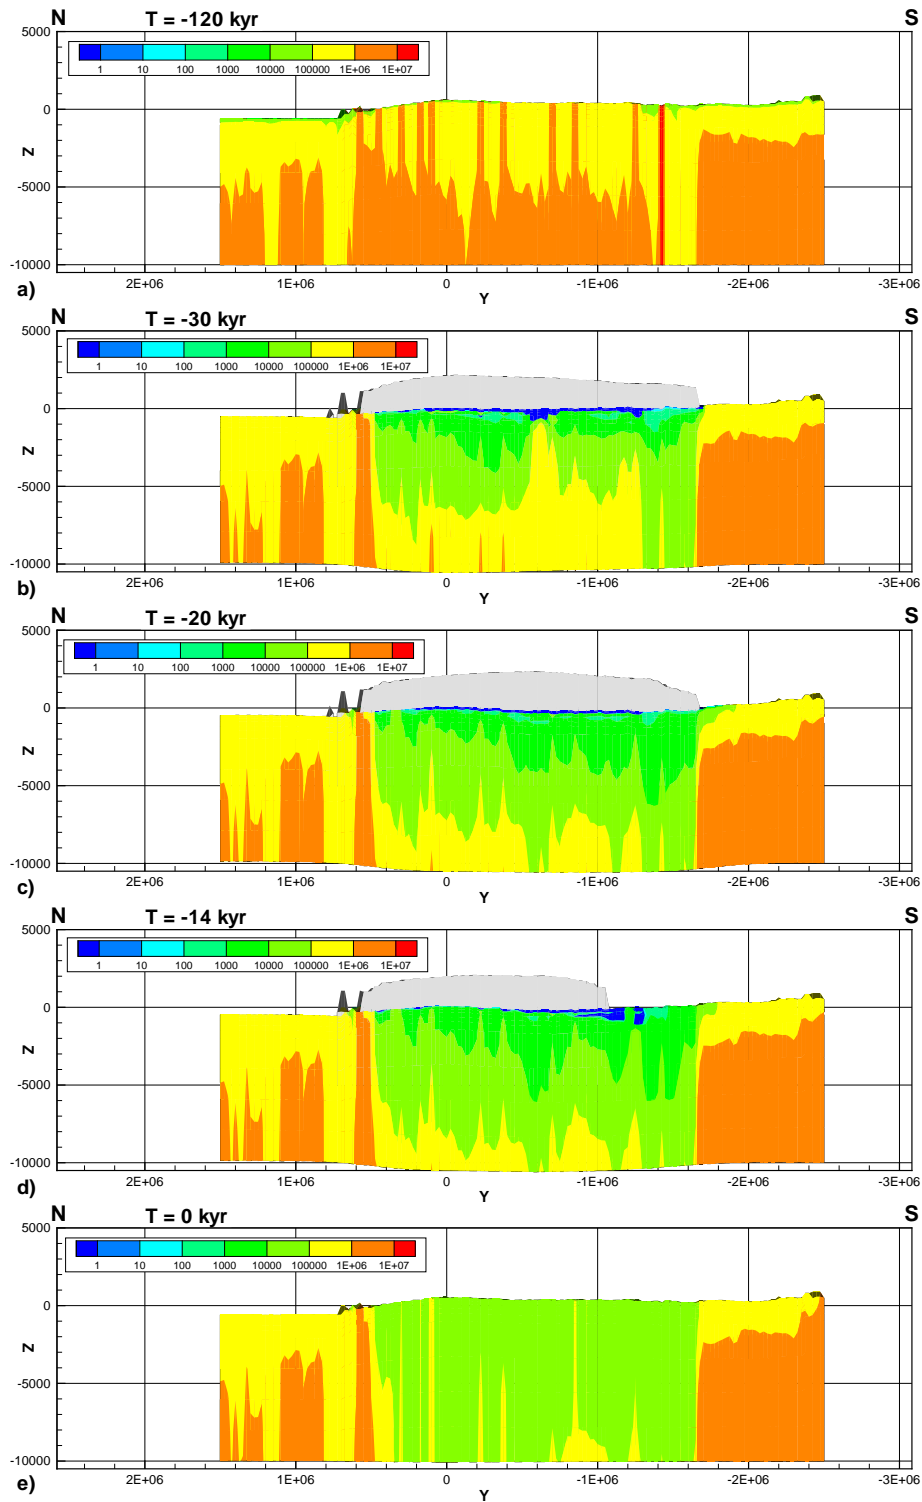 N T = -120 kyr S
5000
1 10 100 1000 10000 100000 1E+06 1E+07
0
Z
-5000
-10000
2E+06 1E+06 0 -1E+06 -2E+06 -3E+06
a) Y
N T = -30 kyr S
5000
1 10 100 1000 10000 100000 1E+06 1E+07
0
Z
-5000
-10000
2E+06 1E+06 0 -1E+06 -2E+06 -3E+06
b) Y
N T = -20 kyr S
5000
1 10 100 1000 10000 100000 1E+06 1E+07
0
Z
-5000
-10000
2E+06 1E+06 0 -1E+06 -2E+06 -3E+06
c) Y
N T = -14 kyr S
5000
1 10 100 1000 10000 100000 1E+06 1E+07
0
Z
-5000
-10000
2E+06 1E+06 0 -1E+06 -2E+06 -3E+06
d) Y
N T = 0 kyr S
5000
1 10 100 1000 10000 100000 1E+06 1E+07
0
Z
-5000
-10000
2E+06 1E+06 0 -1E+06 -2E+06 -3E+06
e) Y